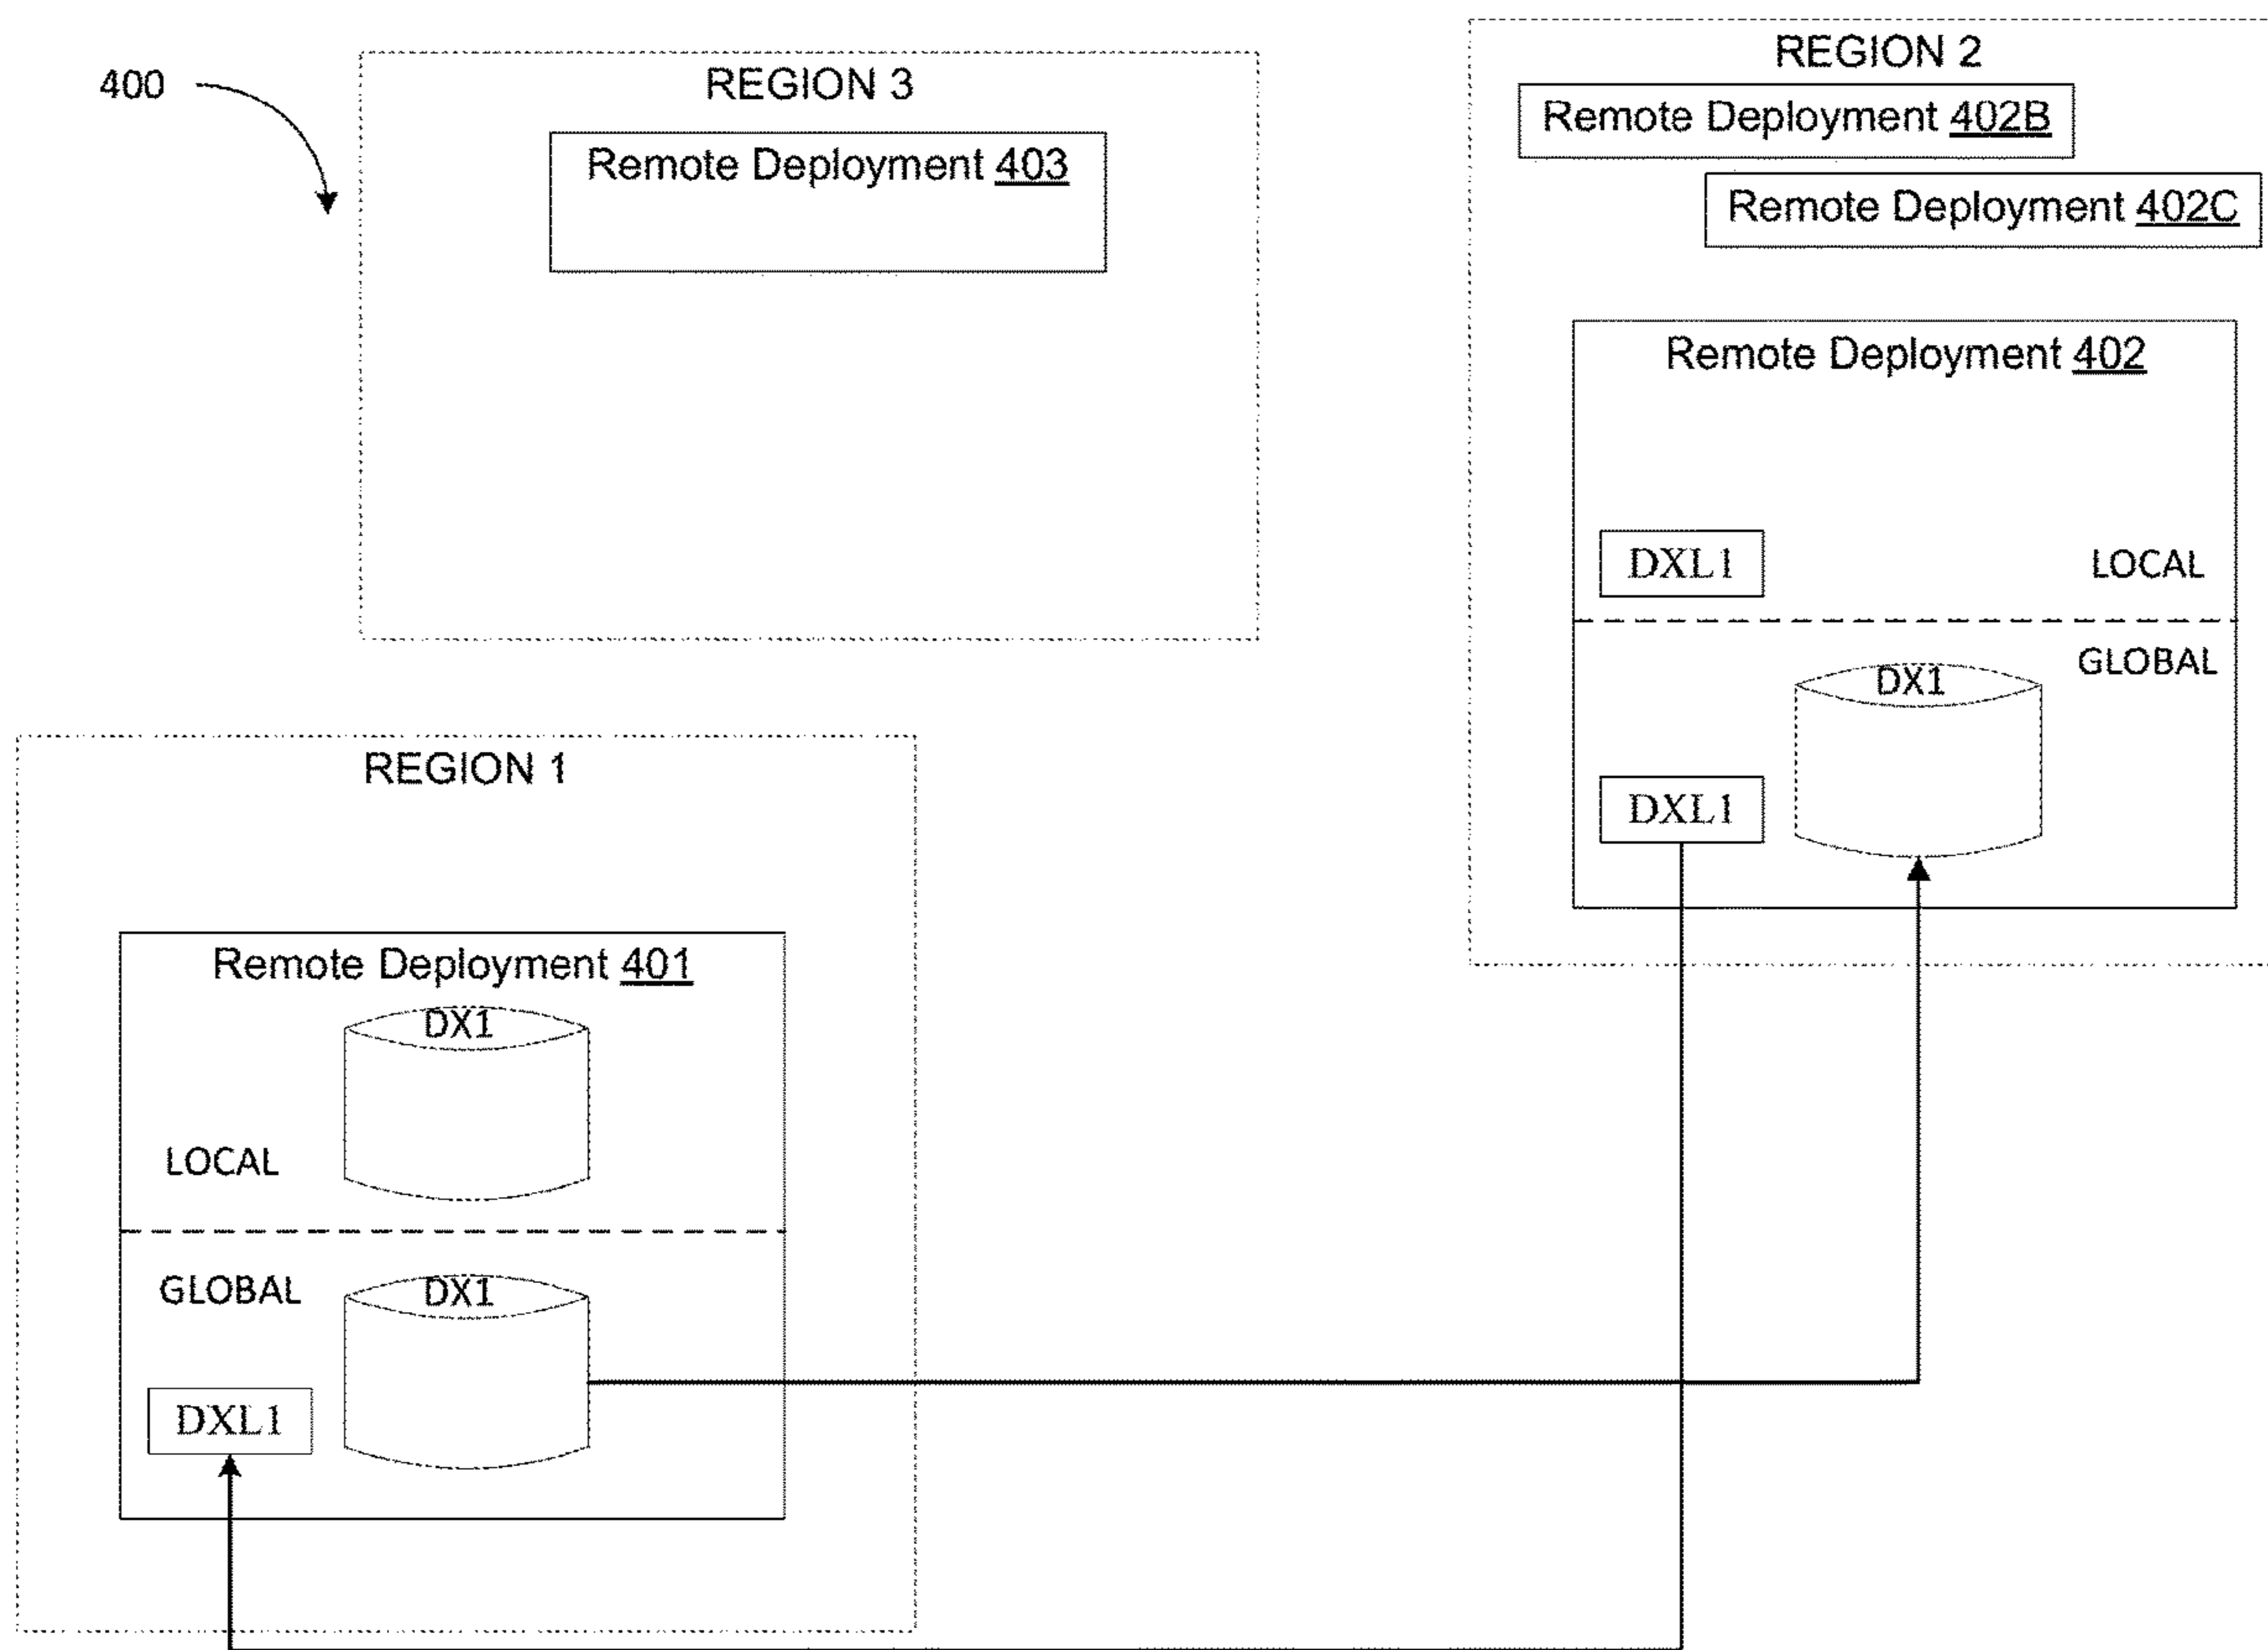 400
REGION 3
Remote Deployment 403
REGION 2
Remote Deployment 402B
Remote Deployment 402C
Remote Deployment 402
DXL1
LOCAL
GLOBAL
DX1
DXL1
REGION 1
Remote Deployment 401
DX1
LOCAL
GLOBAL
DX1
DXL1